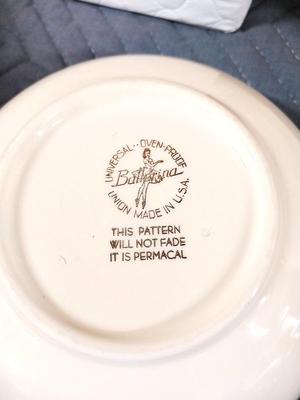 UNIVERSAL--OVEN-PROOF
Ballerina
UNION MADE IN U.S.A.
THIS PATTERN
WILL NOT FADE
IT IS PERMACAL